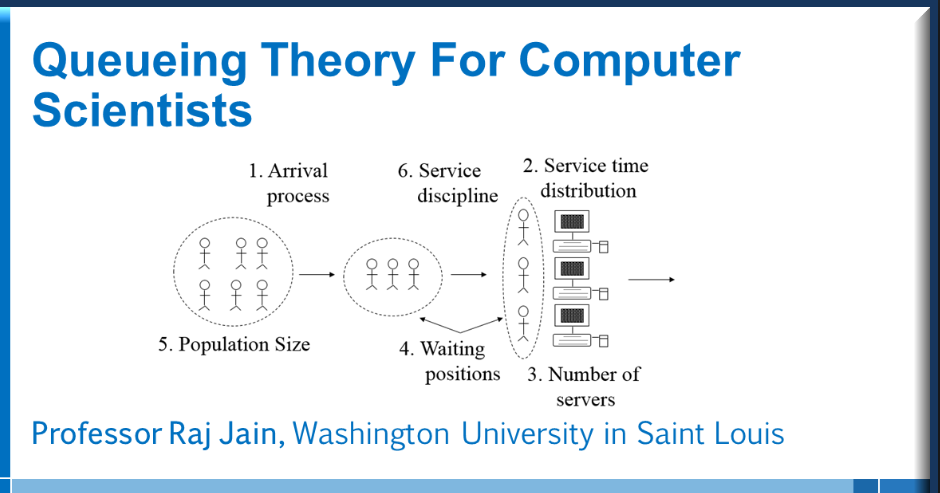 Queueing Theory For Computer
Scientists
1. Arrival
process
6. Service
discipline
2. Service time
distribution
5. Population Size
4. Waiting
positions
3. Number of
servers
Professor Raj Jain, Washington University in Saint Louis